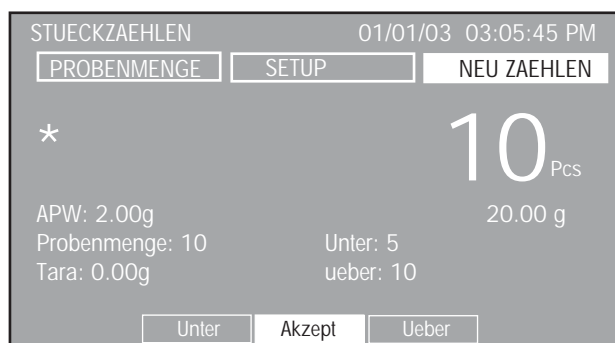 STUECKZAEHLEN 01/01/03 03:05:45 PM
PROBENMENGE SETUP NEU ZAEHLEN
* 10 Pcs
APW: 2.00g 20.00 g
Probenmenge: 10 Unter: 5
Tara: 0.00g ueber: 10
Unter Akzept Ueber